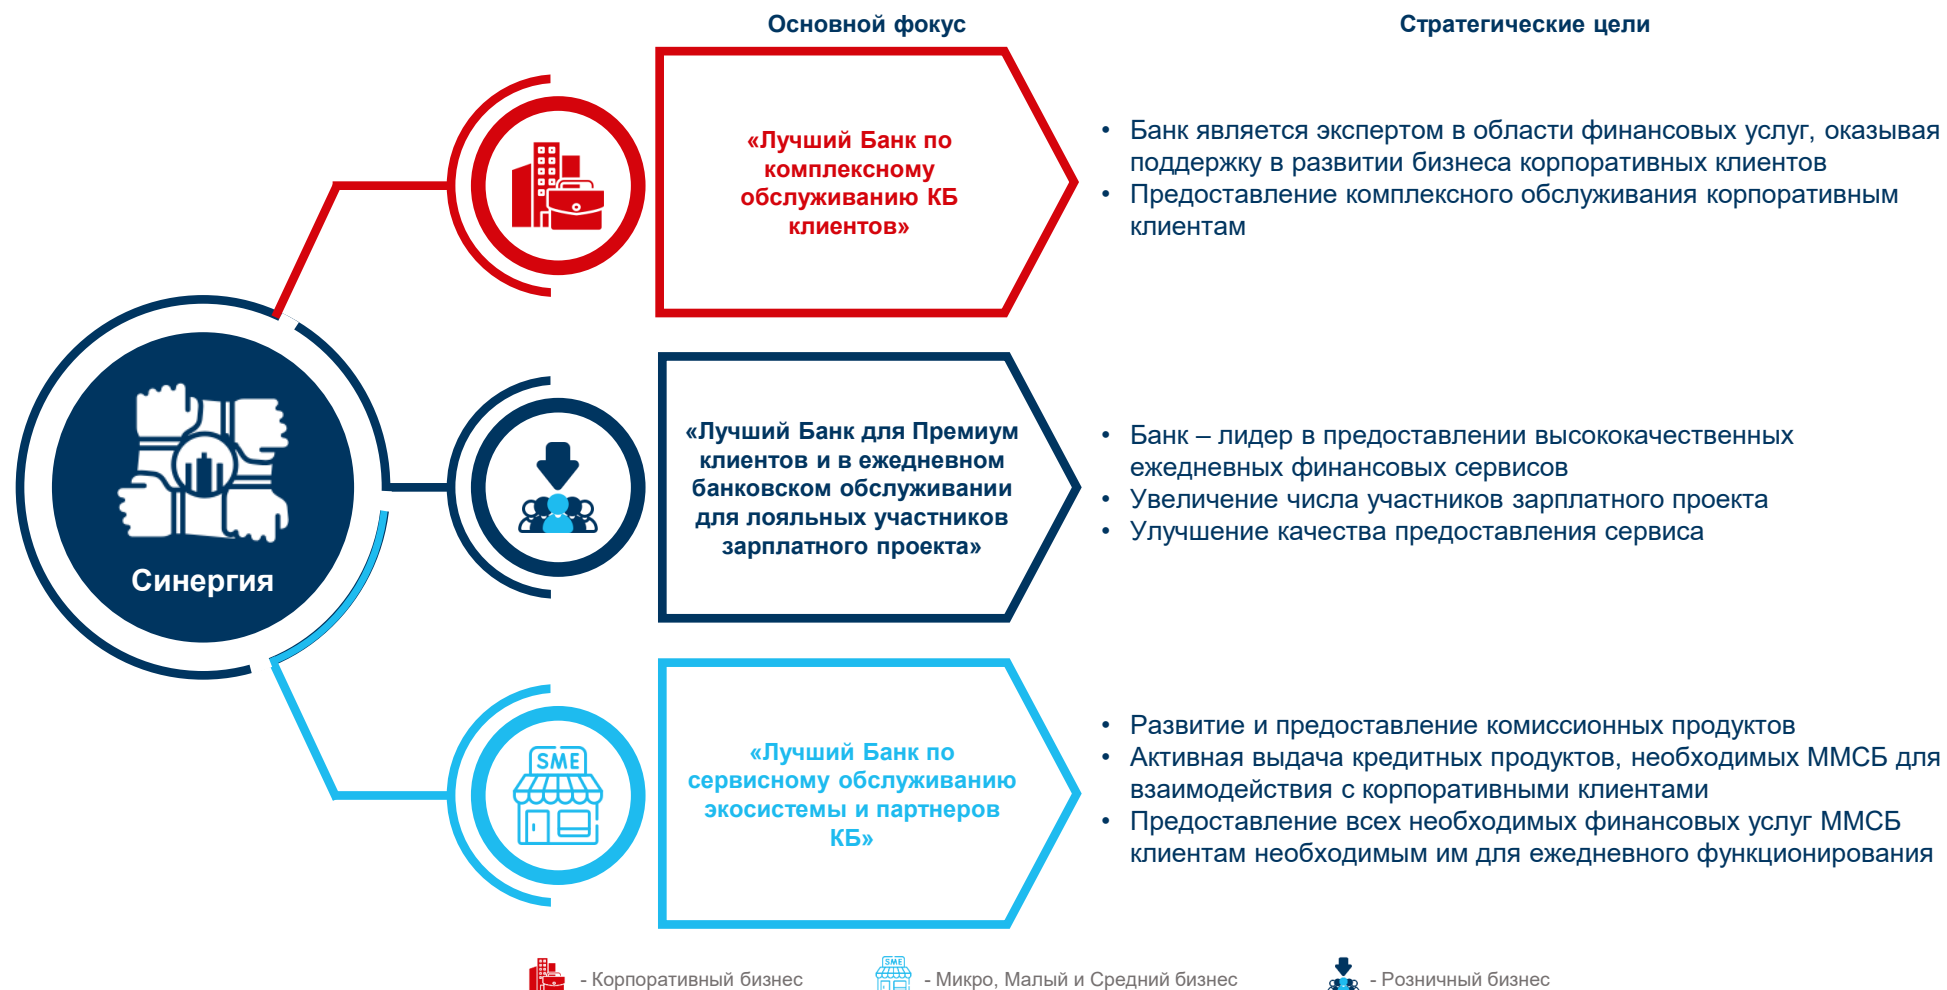 Основной фокус
Стратегические цели
«Лучший Банк по
комплексному
обслуживанию КБ
клиентов»
• Банк является экспертом в области финансовых услуг, оказывая
поддержку в развитии бизнеса корпоративных клиентов
• Предоставление комплексного обслуживания корпоративным
клиентам
Синергия
«Лучший Банк для Премиум
клиентов и в ежедневном
банковском обслуживании
для лояльных участников
зарплатного проекта»
• Банк – лидер в предоставлении высококачественных
ежедневных финансовых сервисов
• Увеличение числа участников зарплатного проекта
• Улучшение качества предоставления сервиса
SME
«Лучший Банк по
сервисному обслуживанию
экосистемы и партнеров
КБ»
• Развитие и предоставление комиссионных продуктов
• Активная выдача кредитных продуктов, необходимых ММСБ для
взаимодействия с корпоративными клиентами
• Предоставление всех необходимых финансовых услуг ММСБ
клиентам необходимым им для ежедневного функционирования
- Корпоративный бизнес
SME
- Микро, Малый и Средний бизнес
- Розничный бизнес